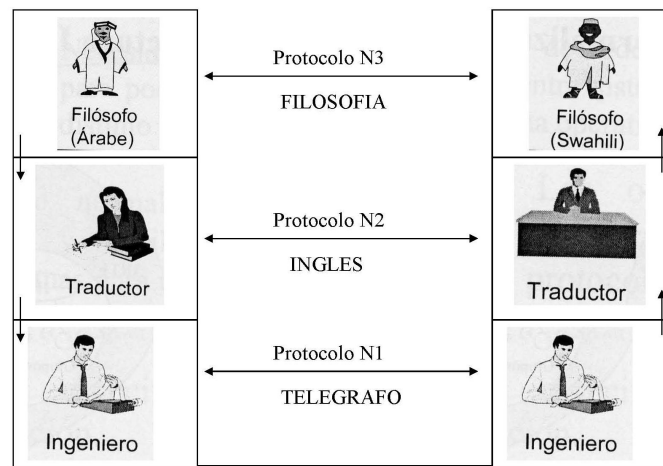 Protocolo N3
FILOSOFIA
Filósofo
(Árabe)
Filósofo
(Swahili)
Protocolo N2
INGLES
Traductor
Traductor
Protocolo N1
TELEGRAFO
Ingeniero
Ingeniero